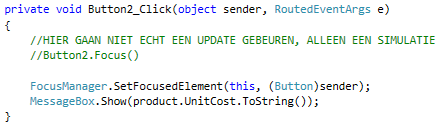 private void Button2_Click(object sender, RoutedEventArgs e)
{
//HIER GAAN NIET ECHT EEN UPDATE GEBEUREN, ALLEEN EEN SIMULATIE
//Button2.Focus()
FocusManager.SetFocusedElement(this, (Button)sender);
MessageBox.Show(product.UnitCost.ToString());
}